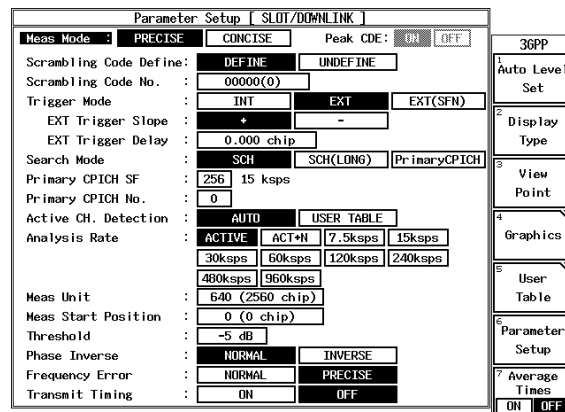 Parameter Setup [ SLOT/DOWNLINK ]
Meas Mode : PRECISE CONCISE Peak CDE: ON OFF
Scrambling Code Define: DEFINE UNDEFINE
Scrambling Code No. : 00000(0)
Trigger Mode : INT EXT EXT(SFN)
EXT Trigger Slope : + -
EXT Trigger Delay : 0.000 chip
Search Mode : SCH SCH(LONG) PrimaryCPICH
Primary CPICH SF : 256 15 ksps
Primary CPICH No. : 0
Active CH. Detection : AUTO USER TABLE
Analysis Rate : ACTIVE ACT+N 7.5ksps 15ksps
30ksps 60ksps 120ksps 240ksps
480ksps 960ksps
Meas Unit : 640 (2560 chip)
Meas Start Position : 0 (0 chip)
Threshold : -5 dB
Phase Inverse : NORMAL INVERSE
Frequency Error : NORMAL PRECISE
Transmit Timing : ON OFF
3GPP
1
Auto Level
Set
2
Display
Type
3
View
Point
4
Graphics
5
User
Table
6
Parameter
Setup
7
Average
Times
ON OFF